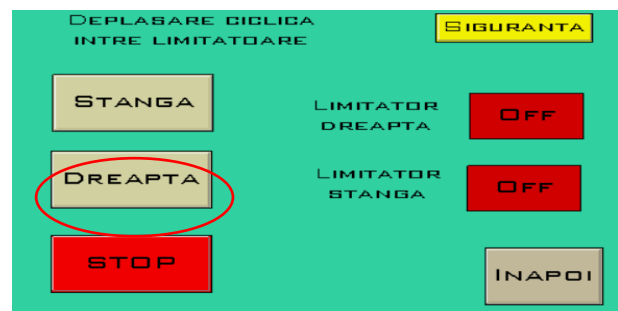 DEPLASARE CICLICA
INTRE LIMITATOARE
SIGURANTA
STANGA
LIMITATOR
DREAPTA
OFF
DREAPTA
LIMITATOR
STANGA
OFF
STOP
INAPOI